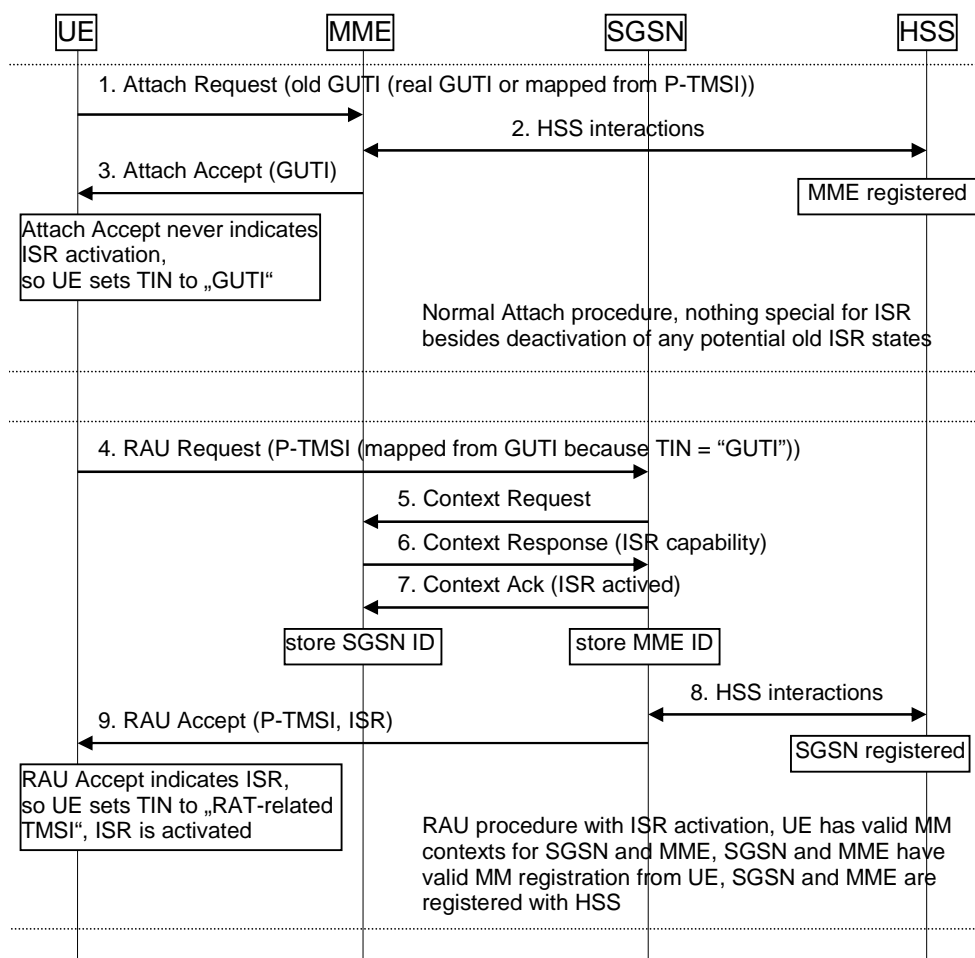 UE MME SGSN HSS
1. Attach Request (old GUTI (real GUTI or mapped from P-TMSI))
2. HSS interactions
3. Attach Accept (GUTI)
MME registered
Attach Accept never indicates
ISR activation,
so UE sets TIN to „GUTI“
Normal Attach procedure, nothing special for ISR
besides deactivation of any potential old ISR states
4. RAU Request (P-TMSI (mapped from GUTI because TIN = “GUTI”))
5. Context Request
6. Context Response (ISR capability)
7. Context Ack (ISR actived)
store SGSN ID store MME ID
8. HSS interactions
9. RAU Accept (P-TMSI, ISR)
SGSN registered
RAU Accept indicates ISR,
so UE sets TIN to „RAT-related
TMSI“, ISR is activated
RAU procedure with ISR activation, UE has valid MM
contexts for SGSN and MME, SGSN and MME have
valid MM registration from UE, SGSN and MME are
registered with HSS